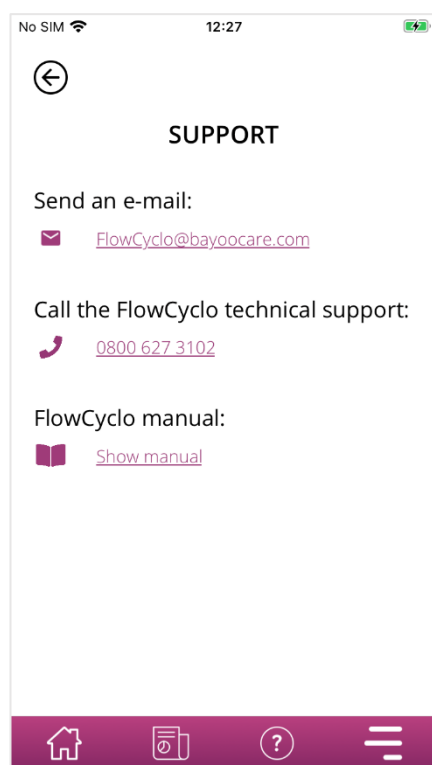 No SIM 12:27
SUPPORT
Send an e-mail:
FlowCyclo@bayoocare.com
Call the FlowCyclo technical support:
0800 627 3102
FlowCyclo manual:
Show manual
?